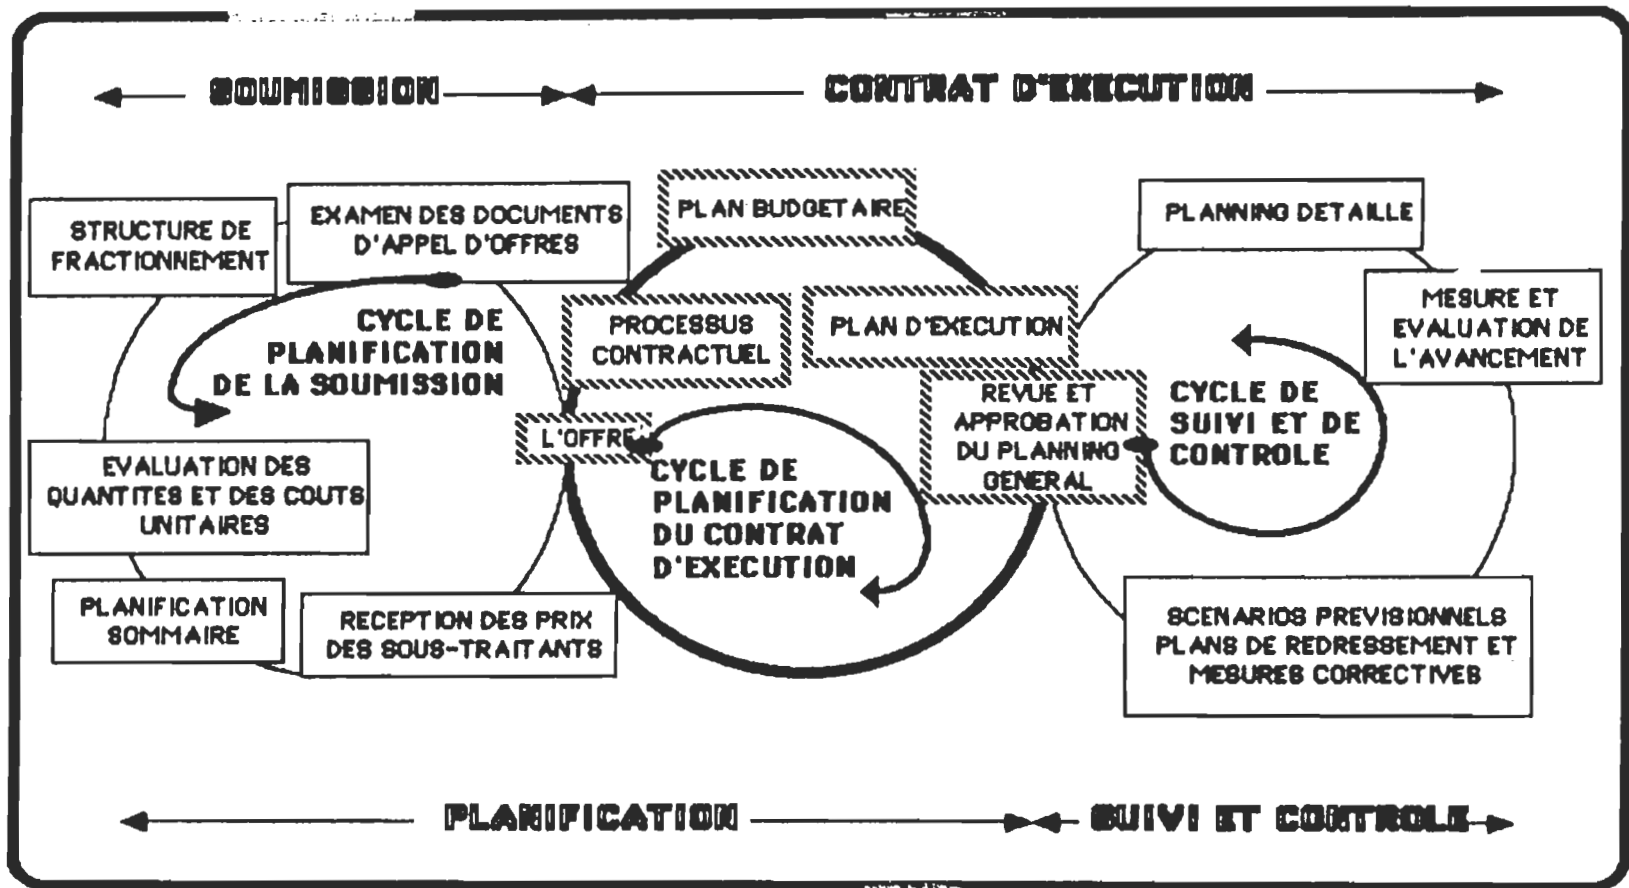 SOUMISSION
CONTRAT D'EXECUTION
STRUCTURE DE
FRACTIONNEMENT
EXAMEN DES DOCUMENTS
D'APPEL D'OFFRES
CYCLE DE
PLANIFICATION
DE LA SOUMISSION
EVALUATION DES
QUANTITES ET DES COUTS
UNITAIRES
PLANIFICATION
SOMMAIRE
RECEPTION DES PRIX
DES SOUS-TRAITANTS
L'OFFRE
PROCESSUS
CONTRACTUEL
PLAN BUDGETAIRE
PLAN D'EXECUTION
REVUE ET
APPROBATION
DU PLANNING
GENERAL
CYCLE DE
PLANIFICATION
DU CONTRAT
D'EXECUTION
PLANNING DETAILLE
MESURE ET
EVALUATION DE
L'AVANCEMENT
CYCLE DE
SUIVI ET DE
CONTROLE
SCENARIOS PREVISIONNELS
PLANS DE REDRESSEMENT ET
MESURES CORRECTIVES
PLANIFICATION
SUIVI ET CONTROLE